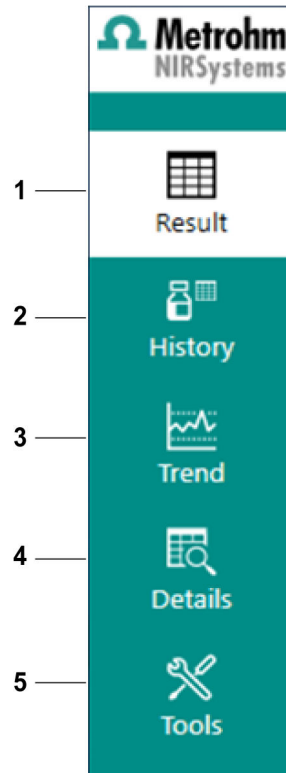 Metrohm
NIRSystems
1
Result
2
History
3
Trend
4
Details
5
Tools